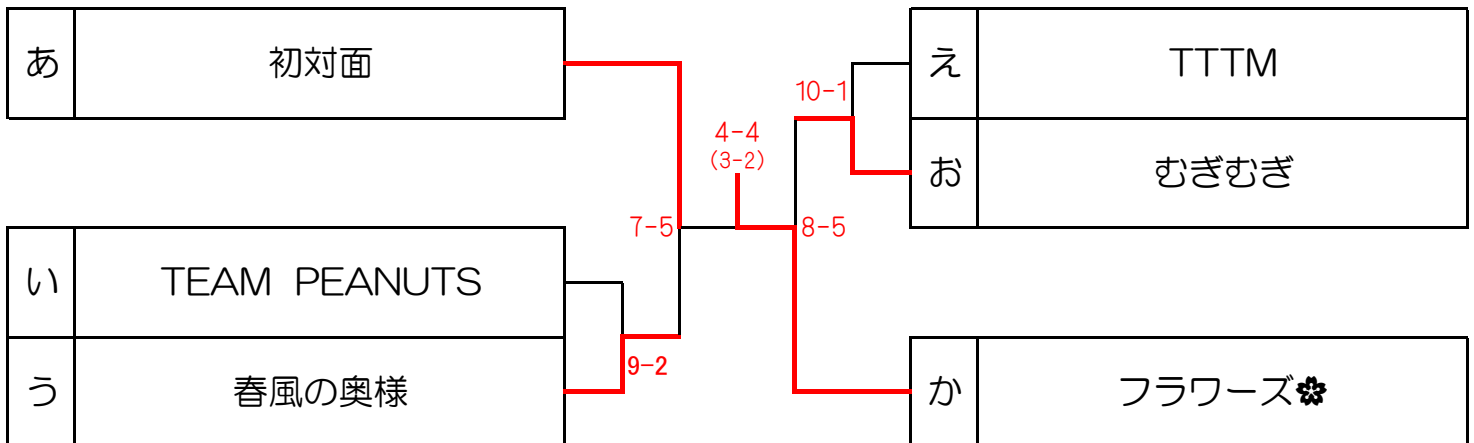 あ 初対面
い TEAM PEANUTS
う 春風の奥様
7-5
9-2
4-4
(3-2)
10-1
8-5
え TTTM
お むぎむぎ
か フラワーズ🌸